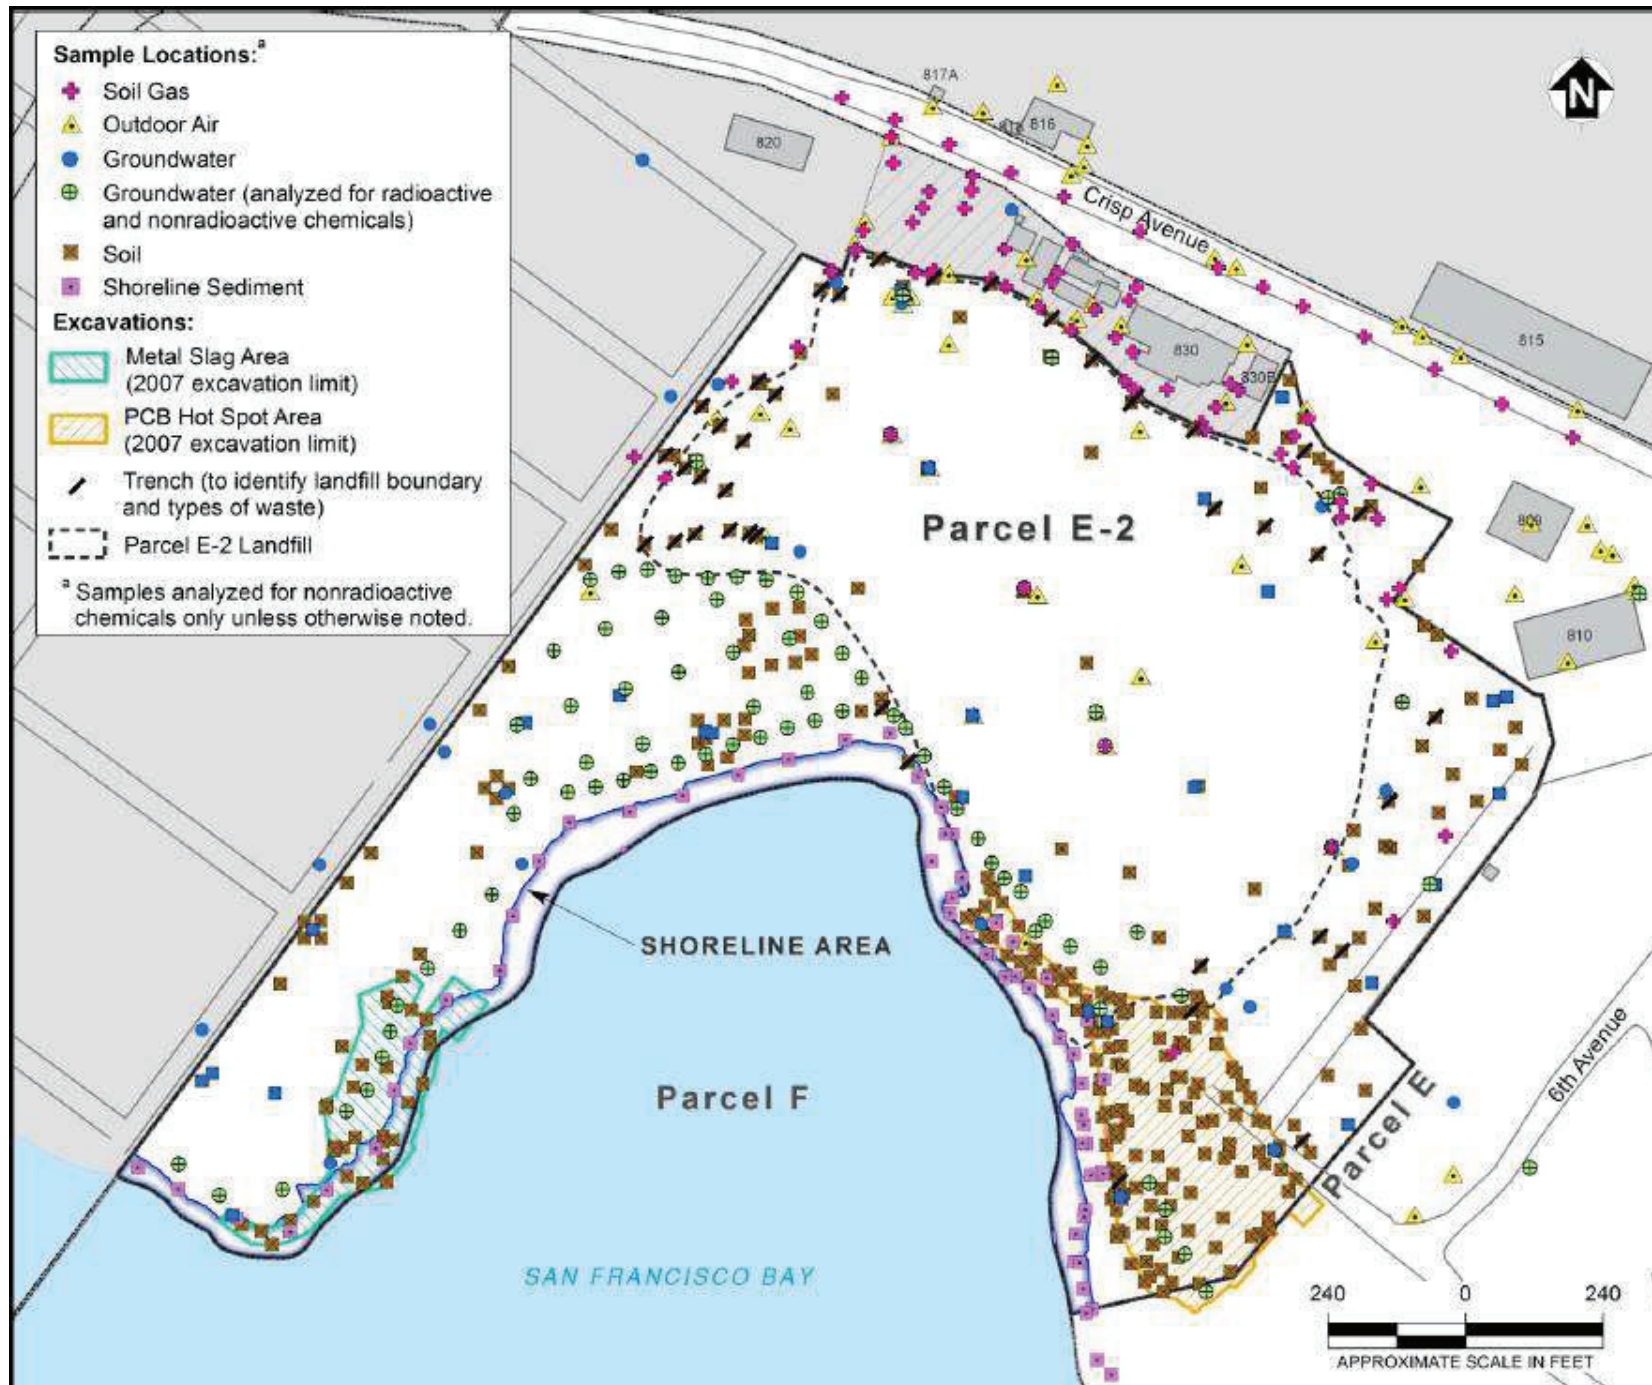 Sample Locations:a
Soil Gas
Outdoor Air
Groundwater
Groundwater (analyzed for radioactive
and nonradioactive chemicals)
Soil
Shoreline Sediment
Excavations:
Metal Slag Area
(2007 excavation limit)
PCB Hot Spot Area
(2007 excavation limit)
Trench (to identify landfill boundary
and types of waste)
Parcel E-2 Landfill
a Samples analyzed for nonradioactive
chemicals only unless otherwise noted.
817A
816
820
N
Crisp Avenue
815
830
830B
809
Parcel E-2
810
SHORELINE AREA
Parcel F
6th Avenue
Parcel E
SAN FRANCISCO BAY
240 0 240
APPROXIMATE SCALE IN FEET